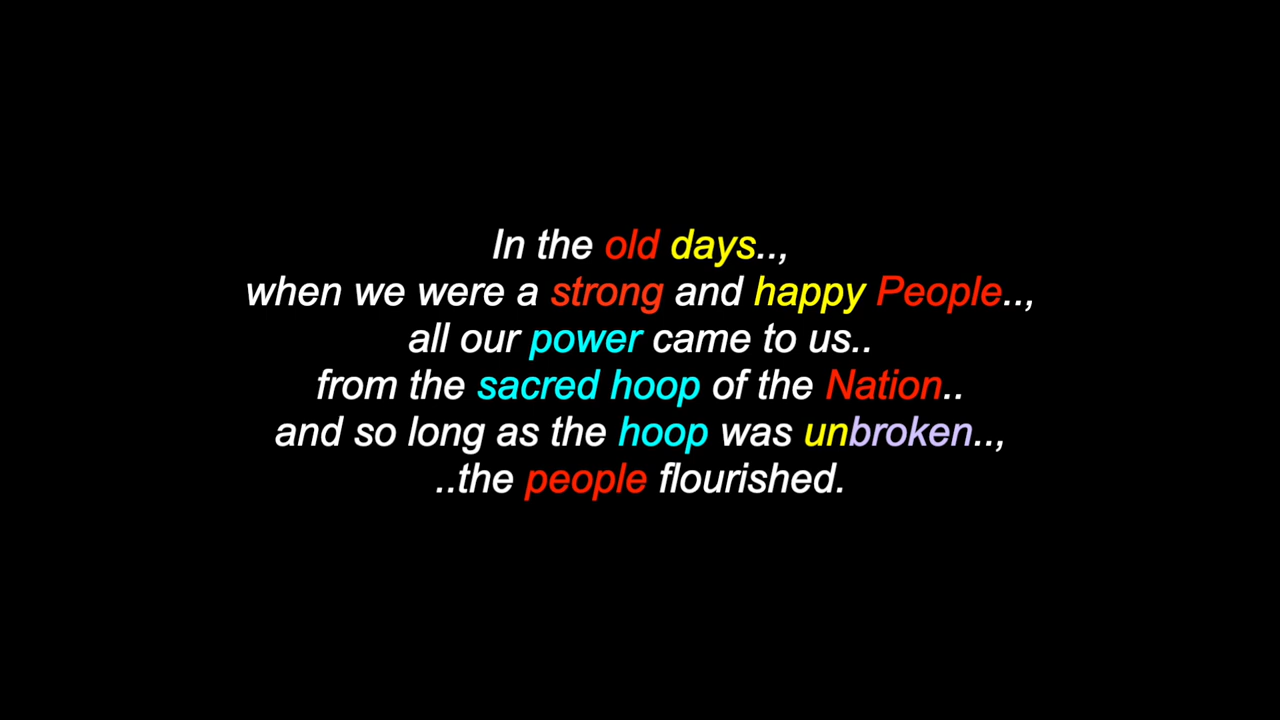 In the old days..,
when we were a strong and happy People..,
all our power came to us..
from the sacred hoop of the Nation..
and so long as the hoop was unbroken..,
..the people flourished.